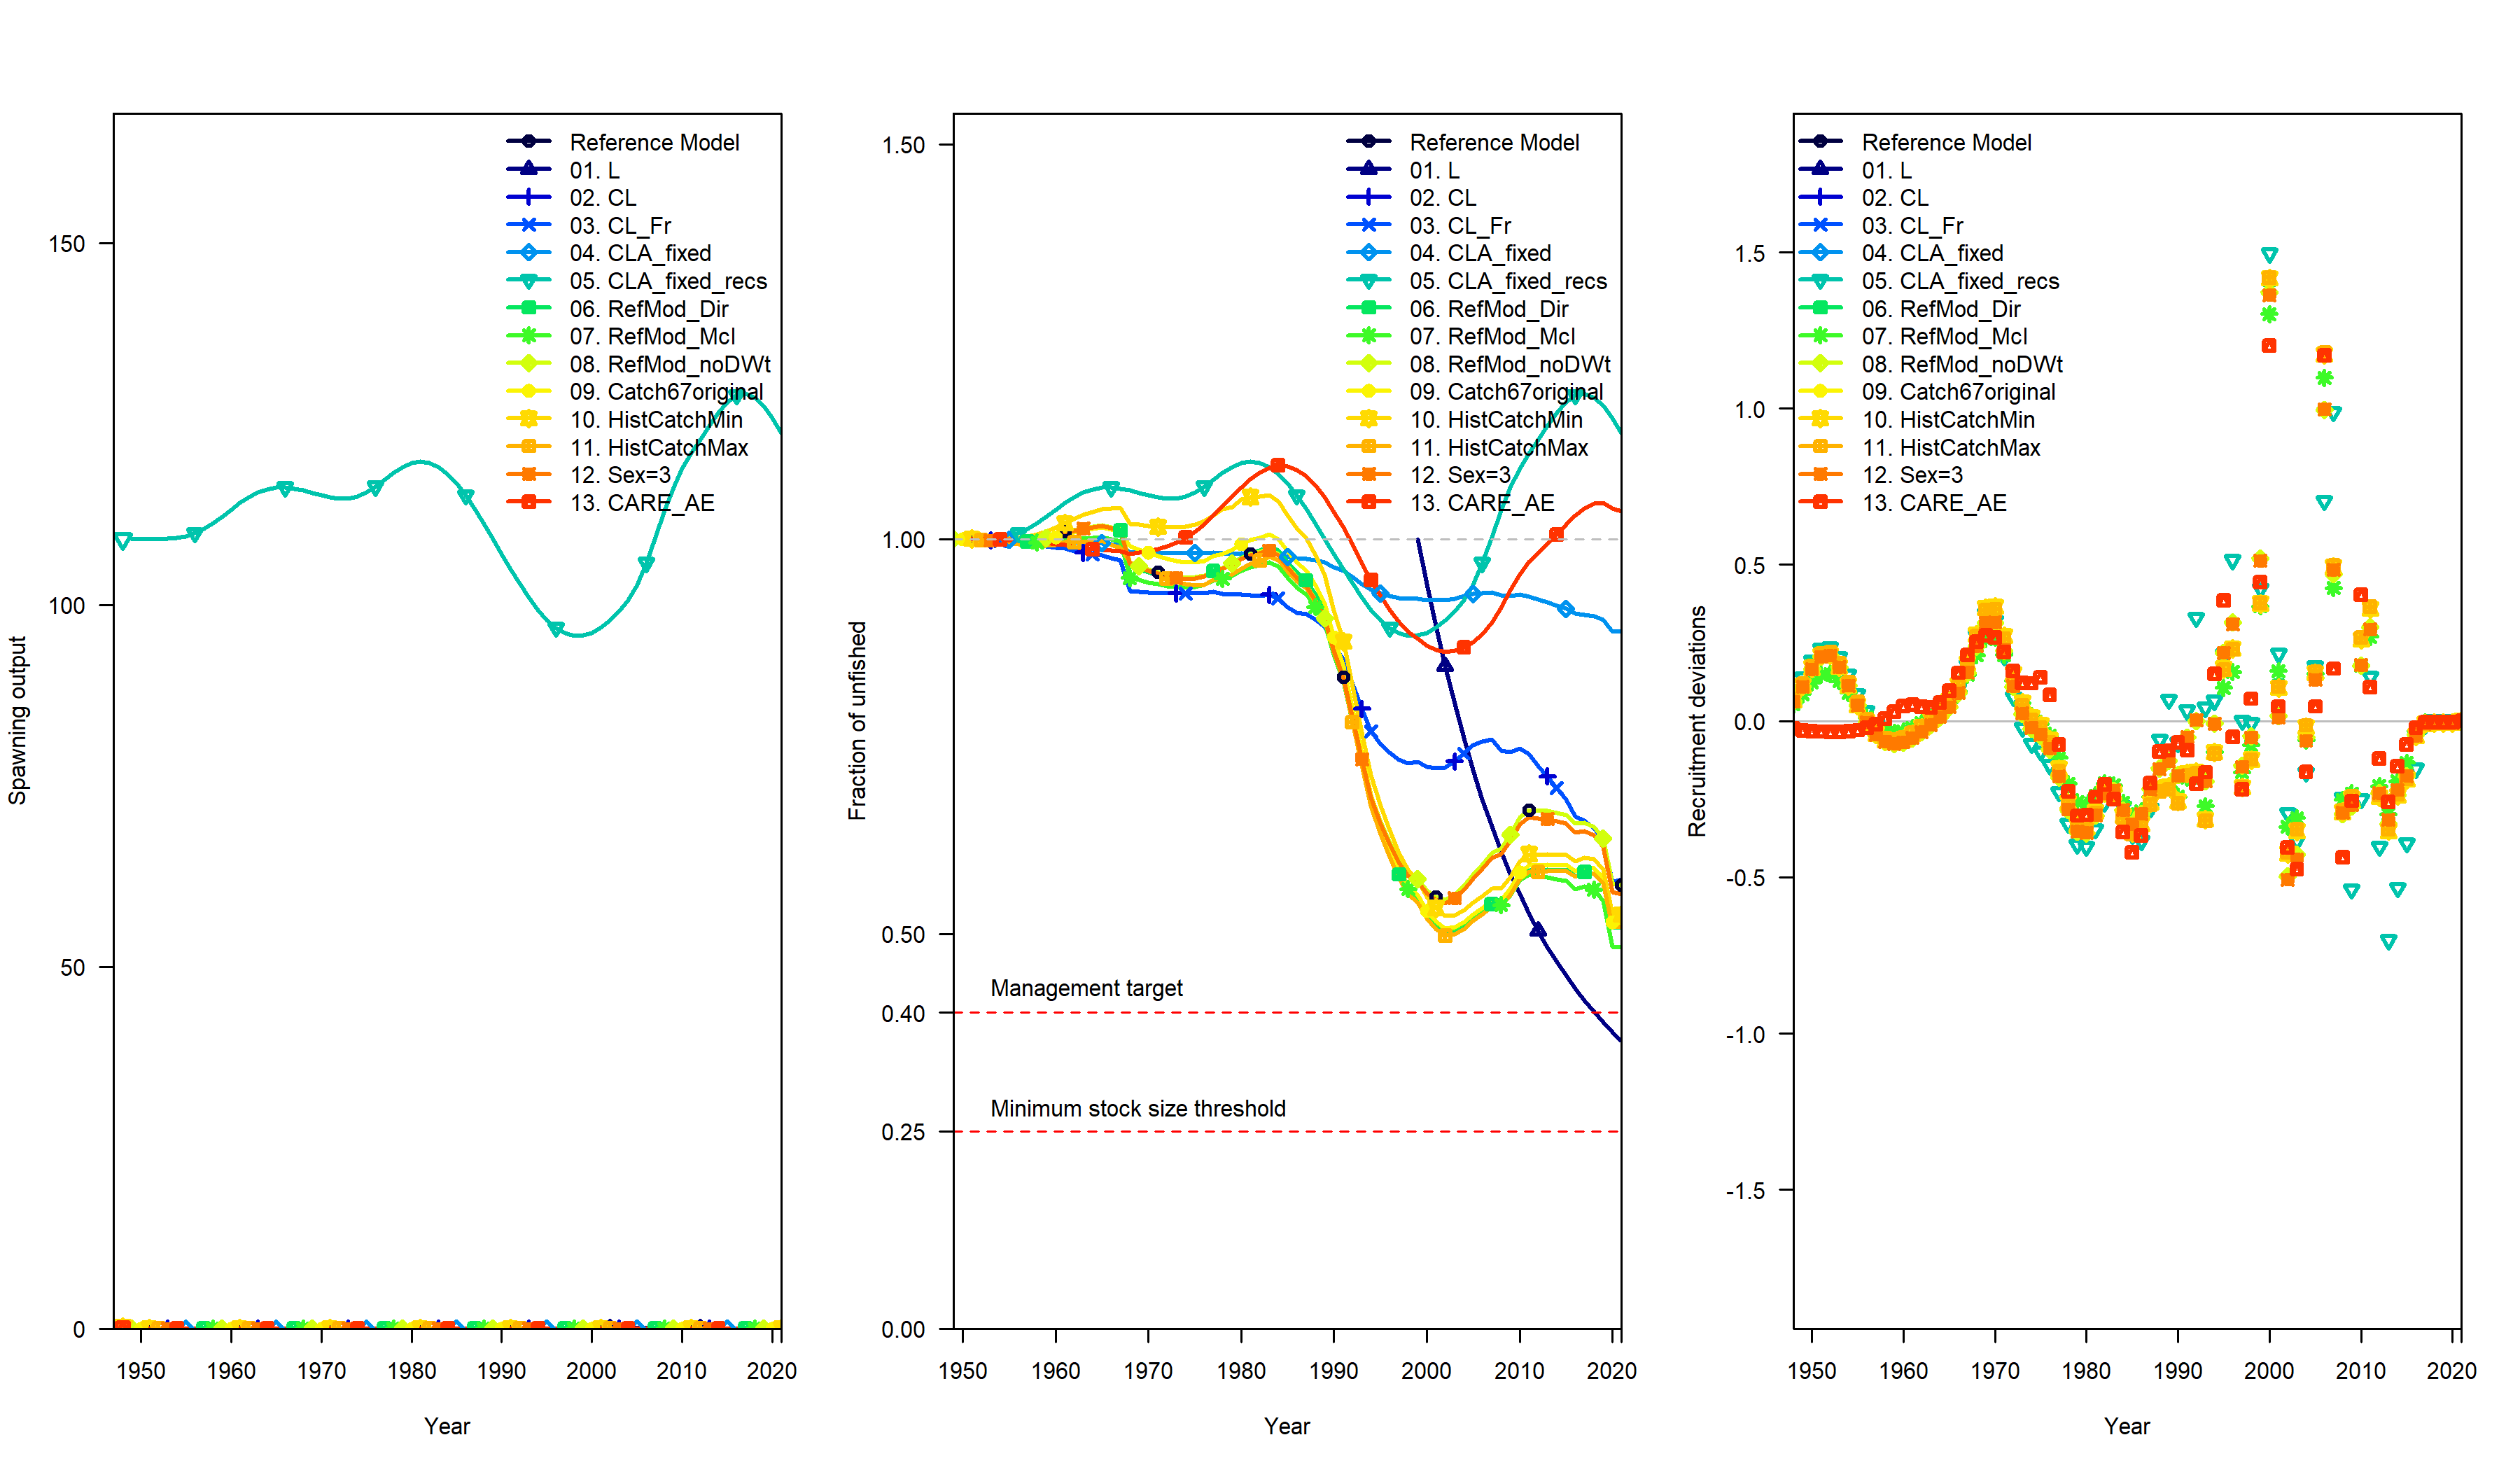 Spawning output
150
100
50
0
1950 1960 1970 1980 1990 2000 2010 2020
Year
Reference Model
01. L
02. CL
03. CL_Fr
04. CLA_fixed
05. CLA_fixed_recs
06. RefMod_Dir
07. RefMod_Mcl
08. RefMod_noDWt
09. Catch67original
10. HistCatchMin
11. HistCatchMax
12. Sex=3
13. CARE_AE
Fraction of unfished
1.50
1.00
0.50
0.40
0.25
0.00
Management target
Minimum stock size threshold
1950 1960 1970 1980 1990 2000 2010 2020
Year
Reference Model
01. L
02. CL
03. CL_Fr
04. CLA_fixed
05. CLA_fixed_recs
06. RefMod_Dir
07. RefMod_Mcl
08. RefMod_noDWt
09. Catch67original
10. HistCatchMin
11. HistCatchMax
12. Sex=3
13. CARE_AE
Recruitment deviations
1.5
1.0
0.5
0.0
-0.5
-1.0
-1.5
1950 1960 1970 1980 1990 2000 2010 2020
Year
Reference Model
01. L
02. CL
03. CL_Fr
04. CLA_fixed
05. CLA_fixed_recs
06. RefMod_Dir
07. RefMod_Mcl
08. RefMod_noDWt
09. Catch67original
10. HistCatchMin
11. HistCatchMax
12. Sex=3
13. CARE_AE